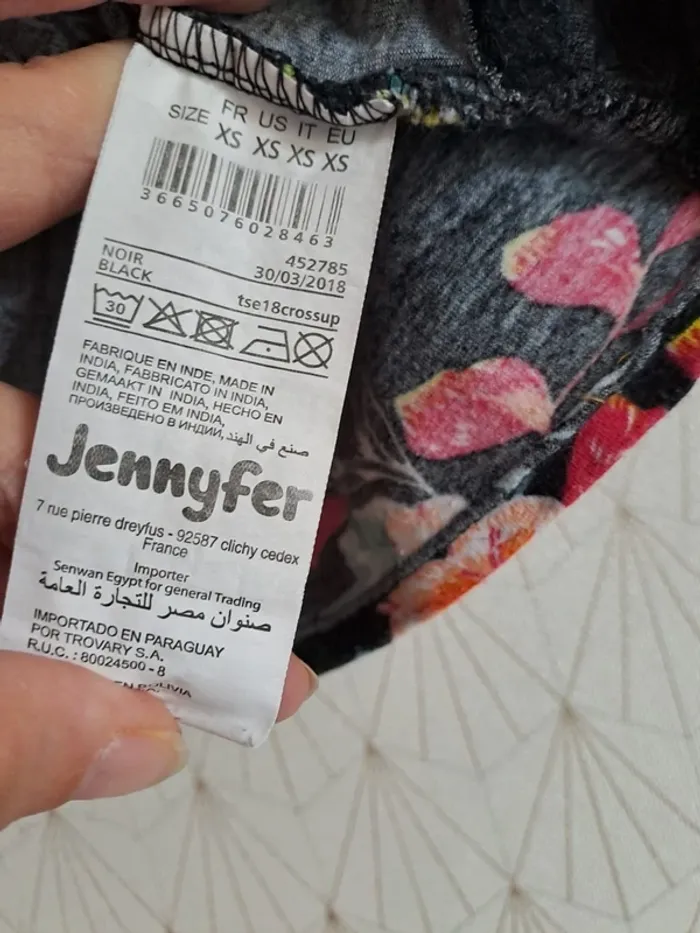 SIZE FR US IT EU
XS XS XS XS
3665076028463
NOIR 452785
BLACK 30/03/2018
30 tse18crossup
FABRIQUE EN INDE, MADE IN
INDIA, FABBRICATO IN INDIA,
GEMAAKT IN INDIA, HECHO EN
INDIA, FEITO EM INDIA,
ПРОИЗВЕДЕНО В ИНДИИ, صنع في الهند
Jennyfer
7 rue pierre dreyfus - 92587 clichy cedex
France
Importer
Senwan Egypt for general Trading
صنوان مصر للتجارة العامة
IMPORTADO EN PARAGUAY
POR TROVARY S.A.
R.U.C. : 80024500 - 8
EN BOLIVIA